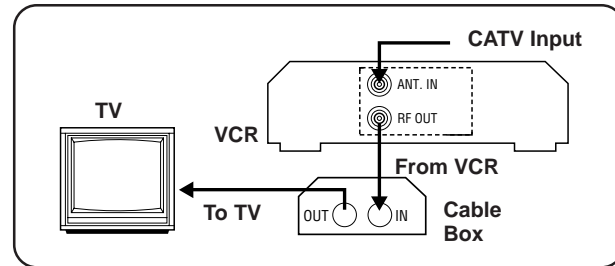 CATV Input
ANT. IN
TV
RF OUT
VCR
From VCR
To TV
OUT
IN
Cable
Box